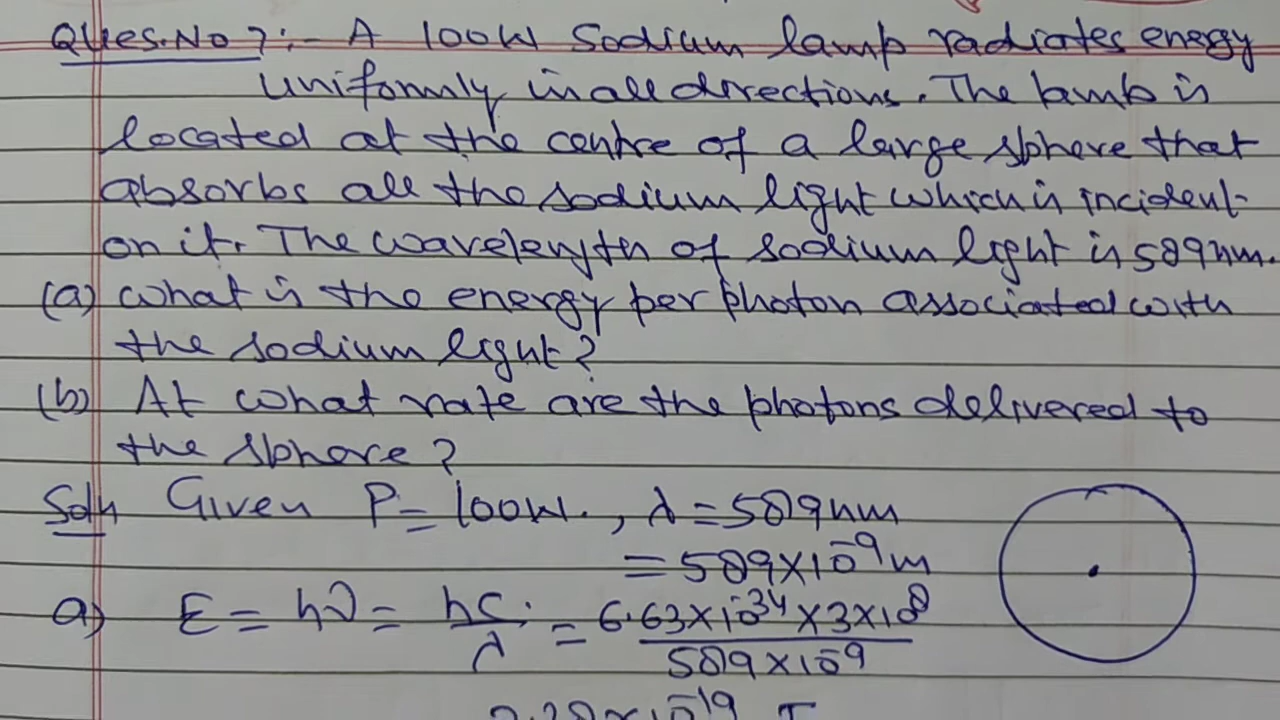 Ques.No 7:- A 100W Sodium lamp radiates energy
uniformly in all directions. The lamp is
located at the centre of a large sphere that
absorbs all the sodium light which is incident
on it. The wavelength of sodium light is 589nm.
(a) What is the energy per photon associated with
the sodium light?
(b) At what rate are the photons delivered to
the sphere?
Soln Given P = 100W., λ = 589nm
= 589×10⁻⁹m
a) E = hν = hc/λ = 6.63×10⁻³⁴×3×10⁸/589×10⁻⁹
×10⁻¹⁹ J